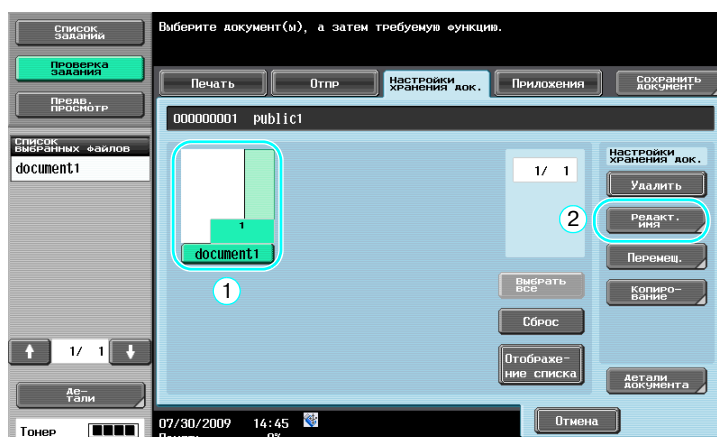 Список
заданий
Выберите документ(ы), а затем требуемую функцию.
Проверка
задания
Предв.
просмотр
Печать
Отпр
Настройки
хранения док.
Приложения
Сохранить
документ
000000001 public1
Список
выбранных файлов
document1
1
document1
1
1/ 1
2
Настройки
хранения док.
Удалить
Редакт.
имя
Перемещ.
Копиро-
вание
Выбрать
все
Сброс
Отображе-
ние списка
Детали
документа
1/ 1
Де-
тали
Тонер
07/30/2009 14:45
Отмена